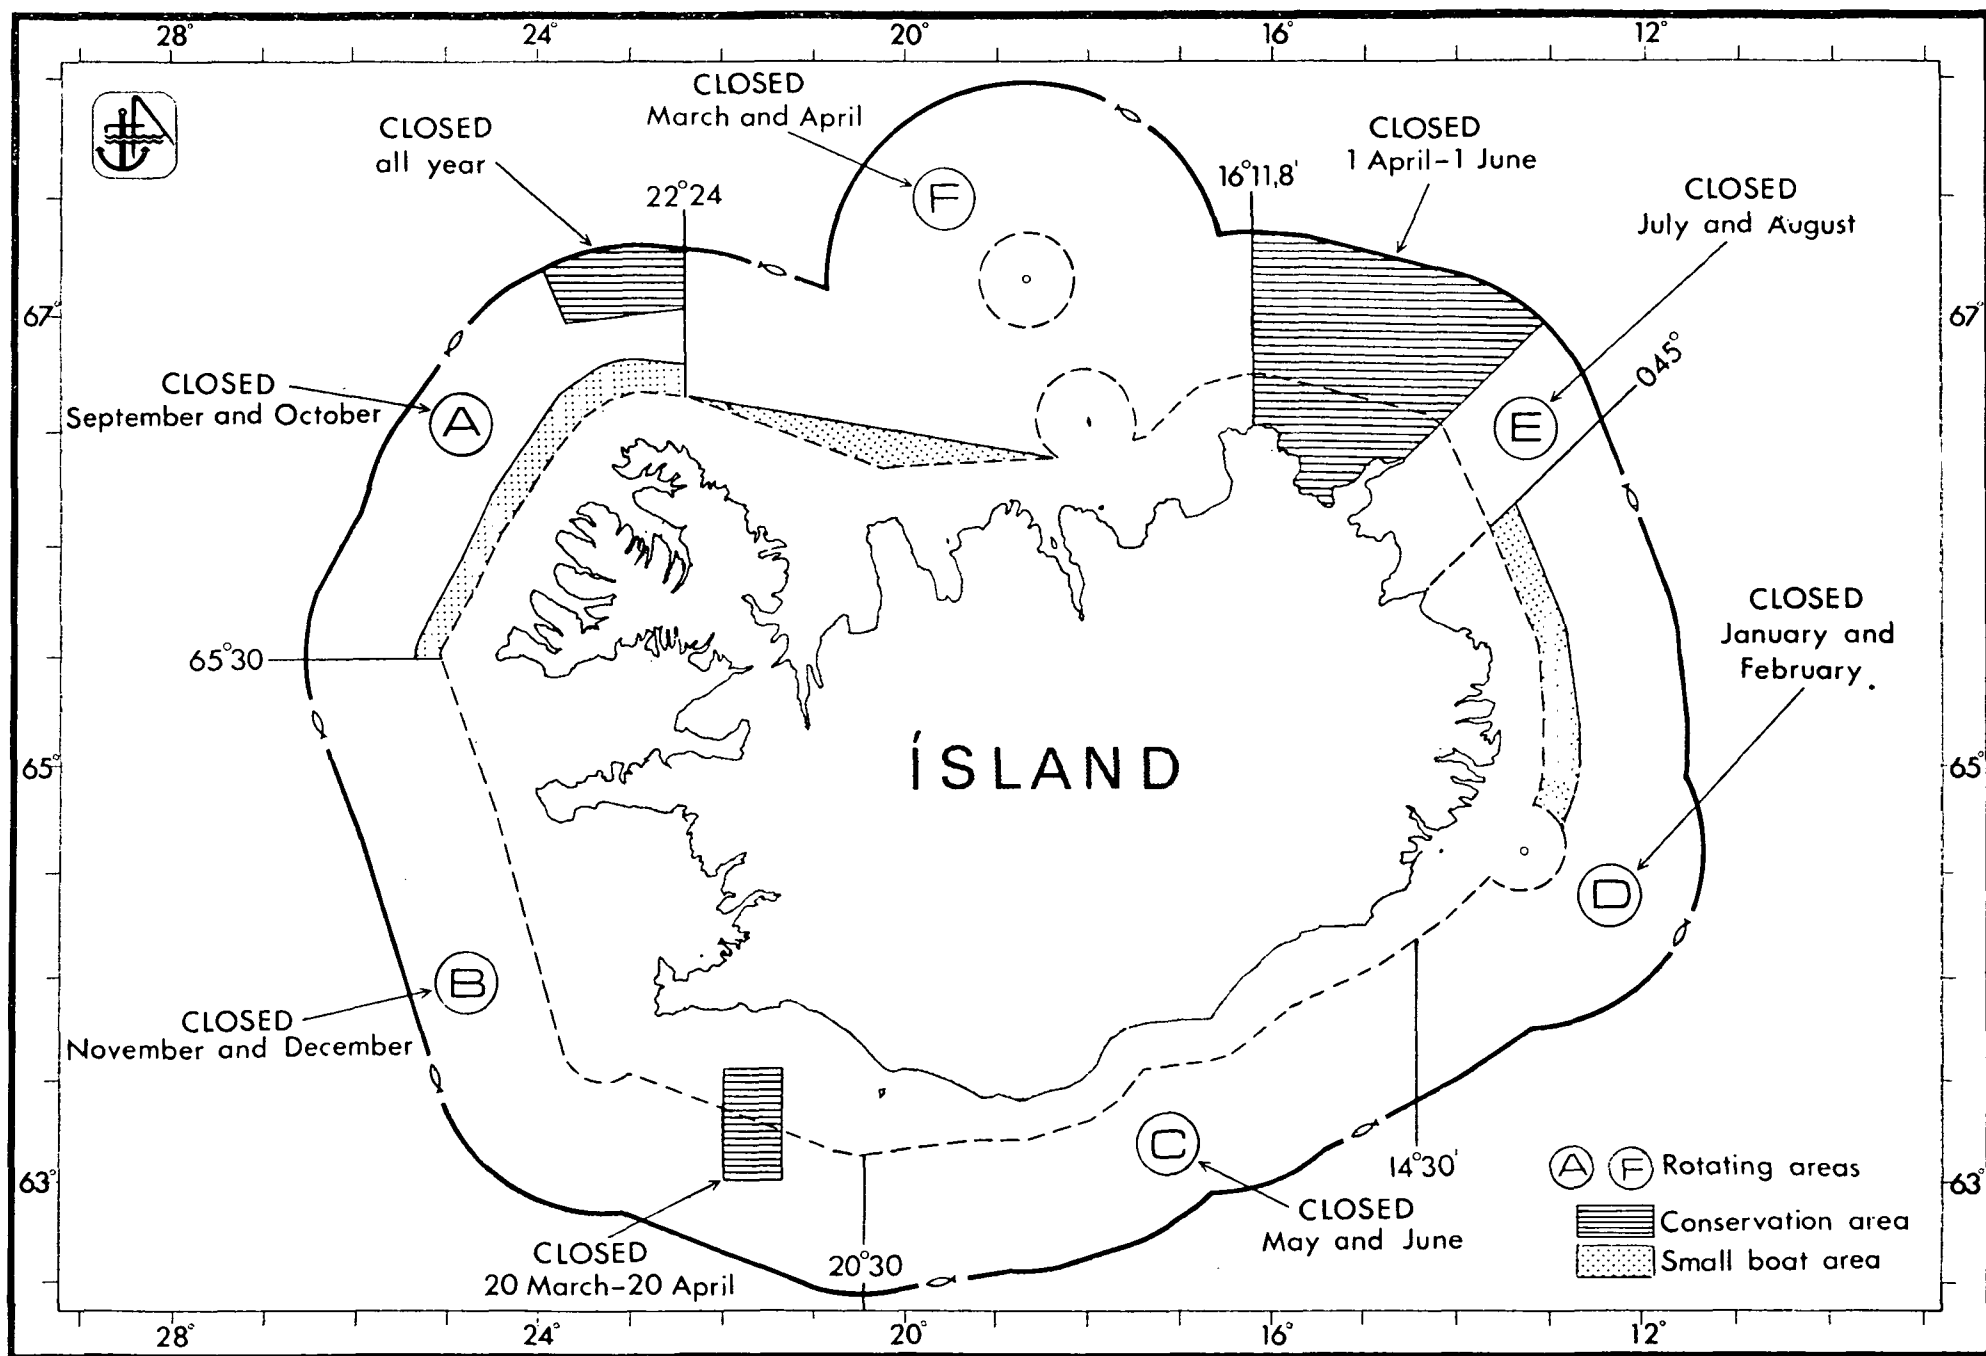 28°
24°
20°
16°
12°
CLOSED
March and April
CLOSED
all year
CLOSED
1 April-1 June
CLOSED
July and August
22°24
16°11,8'
F
67°
67°
045°
CLOSED
September and October
A
E
65°30
CLOSED
January and
February.
ÍSLAND
65°
65°
D
B
CLOSED
November and December
C
14°30'
63°
63°
CLOSED
May and June
CLOSED
20 March-20 April
20°30
A F Rotating areas
Conservation area
Small boat area
28°
24°
20°
16°
12°